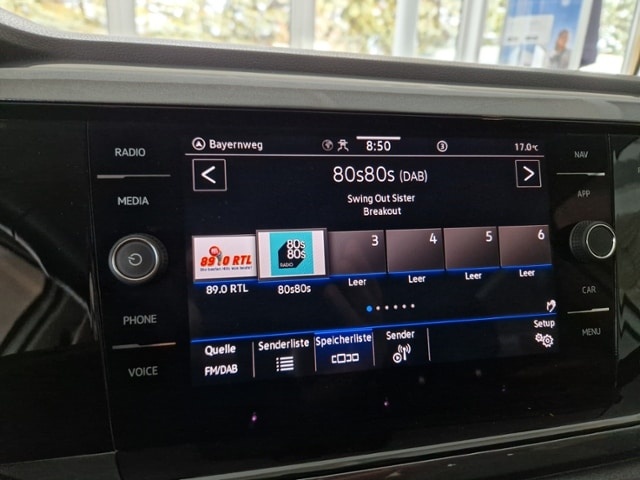 RADIO
MEDIA
PHONE
VOICE
Bayernweg
8:50
3
17.0°C
80s80s (DAB)
Swing Out Sister
Breakout
89.0 RTL
80s
80s
RADIO
3
4
5
6
89.0 RTL
80s80s
Leer
Leer
Leer
Leer
Setup
Quelle
FM/DAB
Senderliste
Speicherliste
Sender
NAV
APP
CAR
MENU